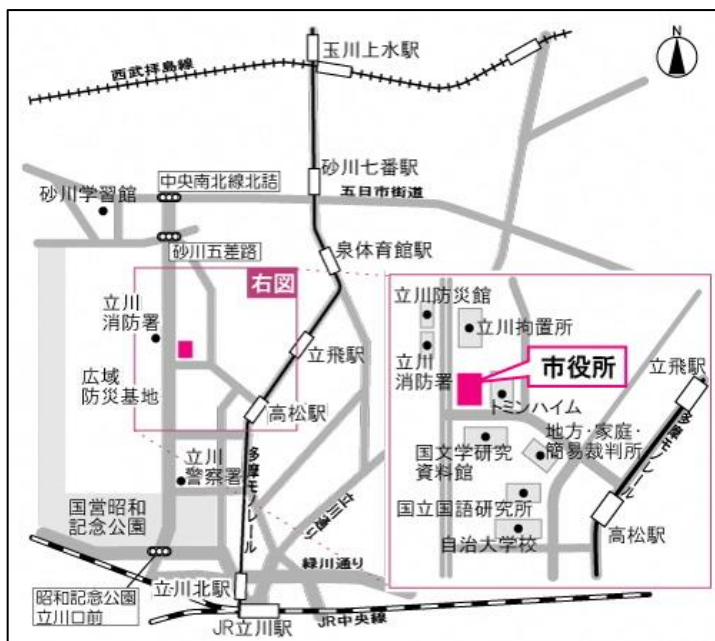 玉川上水駅
N
西武拝島線
砂川七番駅
中央南北線北詰
五日市街道
砂川学習館
砂川五差路
泉体育館駅
右図
立川
消防署
立飛駅
広域
防災基地
高松駅
多摩モノレール
立川
警察署
立川通り
国営昭和
記念公園
緑川通り
立川北駅
昭和記念公園
立川口前
JR立川駅
JR中央線
立川防災館
立川拘置所
立川
消防署
市役所
立飛駅
トミンハイム
地方・家庭・
簡易裁判所
多摩モノレール
国文学研究
資料館
国立国語研究所
高松駅
自治大学校